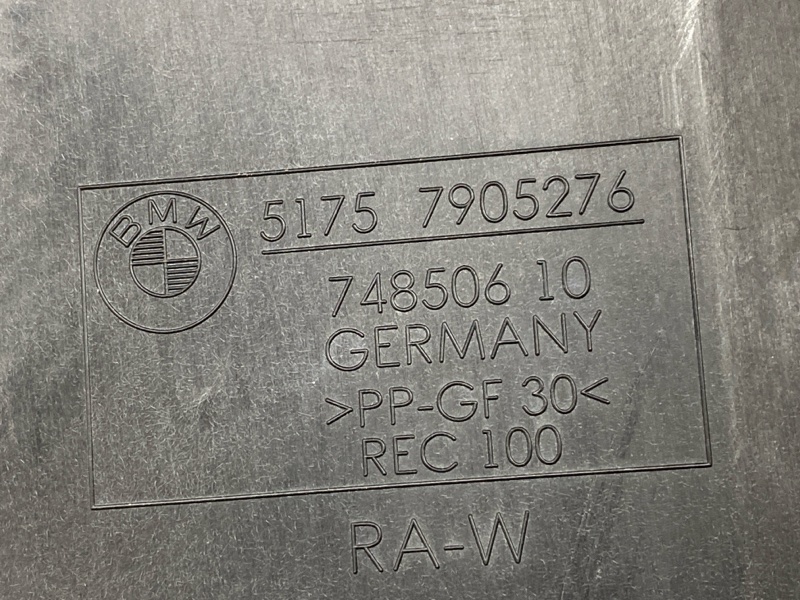 BMW
5175 7905276
748506 10
GERMANY
>PP-GF 30<
REC 100
RA-W